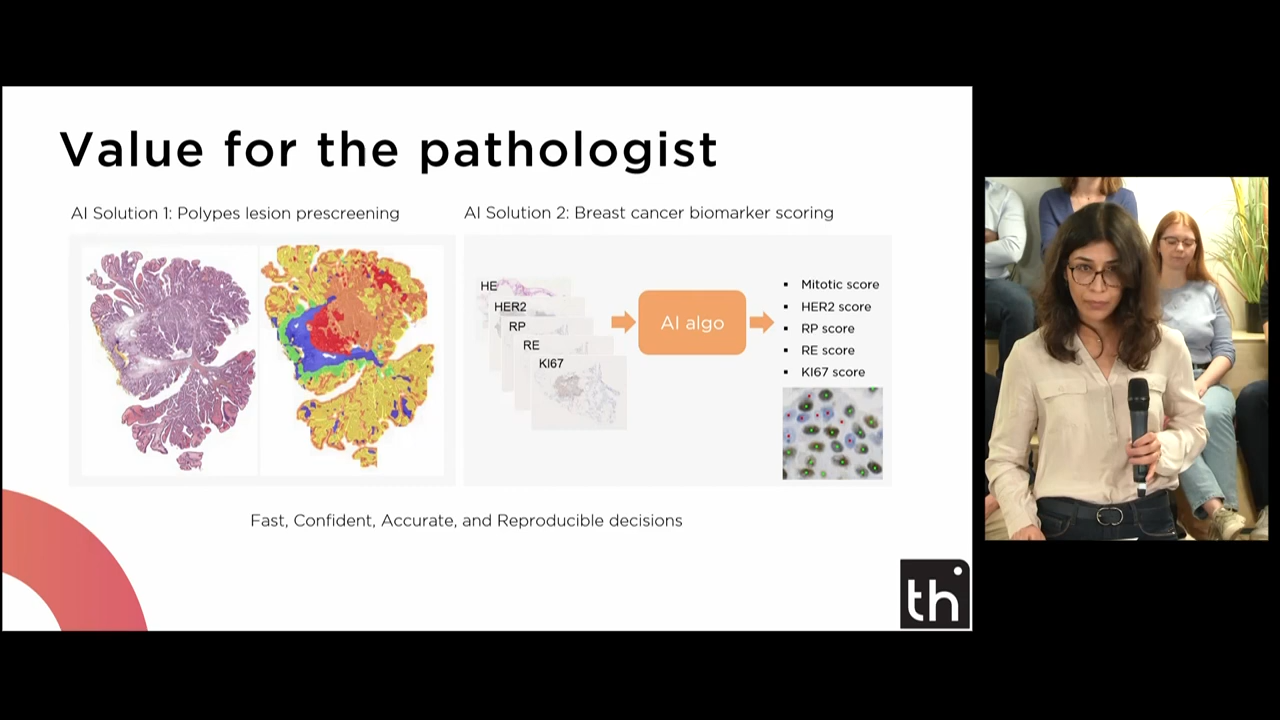 Value for the pathologist
AI Solution 1: Polypes lesion prescreening
AI Solution 2: Breast cancer biomarker scoring
HE
HER2
RP
RE
KI67
AI algo
▪ Mitotic score
▪ HER2 score
▪ RP score
▪ RE score
▪ KI67 score
Fast, Confident, Accurate, and Reproducible decisions
th